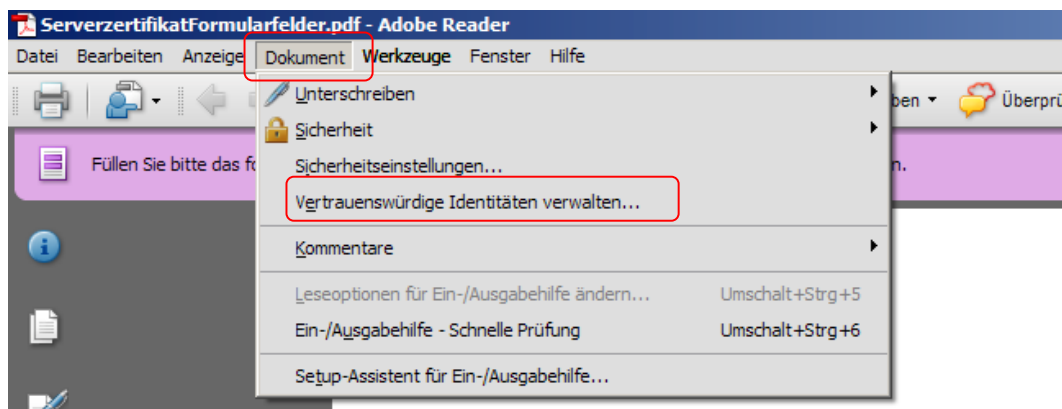 ServerzertifikatFormularfelder.pdf - Adobe Reader
Datei Bearbeiten Anzeige Dokument Werkzeuge Fenster Hilfe
Unterschreiben
Sicherheit
Sicherheitseinstellungen...
Vertrauenswürdige Identitäten verwalten...
Kommentare
Leseoptionen für Ein-/Ausgabehilfe ändern... Umschalt+Strg+5
Ein-/Ausgabehilfe - Schnelle Prüfung Umschalt+Strg+6
Setup-Assistent für Ein-/Ausgabehilfe...
ben Überprü
Füllen Sie bitte das fo n.